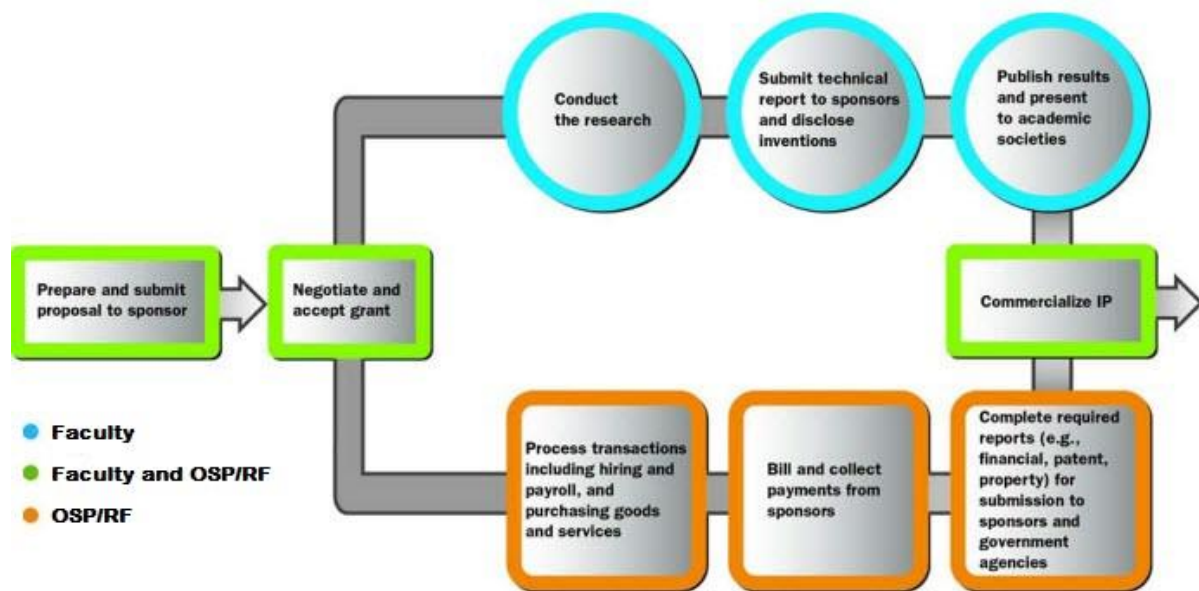 Conduct
the research
Submit technical
report to sponsors
and disclose
inventions
Publish results
and present
to academic
societies
Prepare and submit
proposal to sponsor
Negotiate and
accept grant
Commercialize IP
Faculty
Faculty and OSP/RF
OSP/RF
Process transactions
including hiring and
payroll, and
purchasing goods
and services
Bill and collect
payments from
sponsors
Complete required
reports (e.g.,
financial, patent,
property) for
submission to
sponsors and
government
agencies